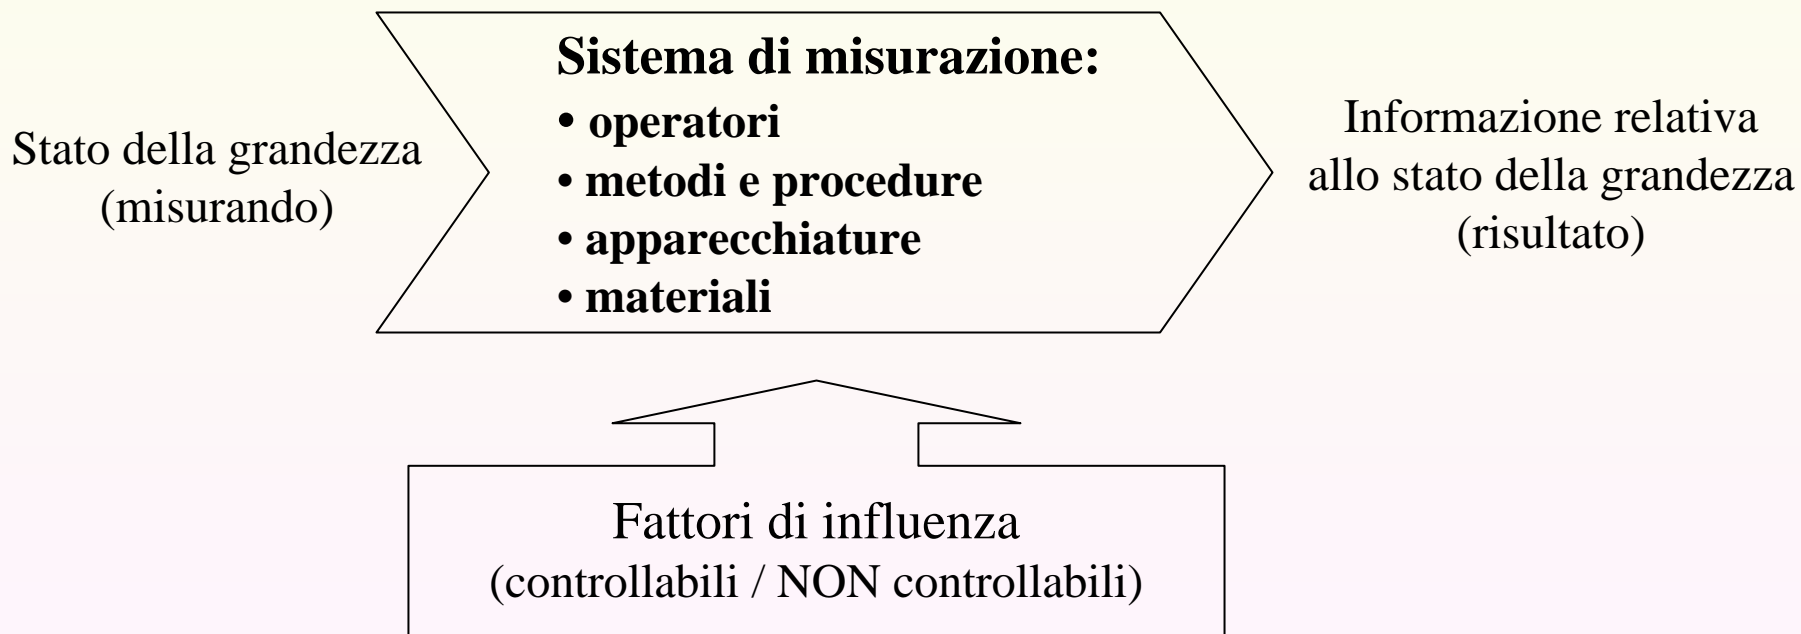 Stato della grandezza
(misurando)
Sistema di misurazione:
• operatori
• metodi e procedure
• apparecchiature
• materiali
Informazione relativa
allo stato della grandezza
(risultato)
Fattori di influenza
(controllabili / NON controllabili)